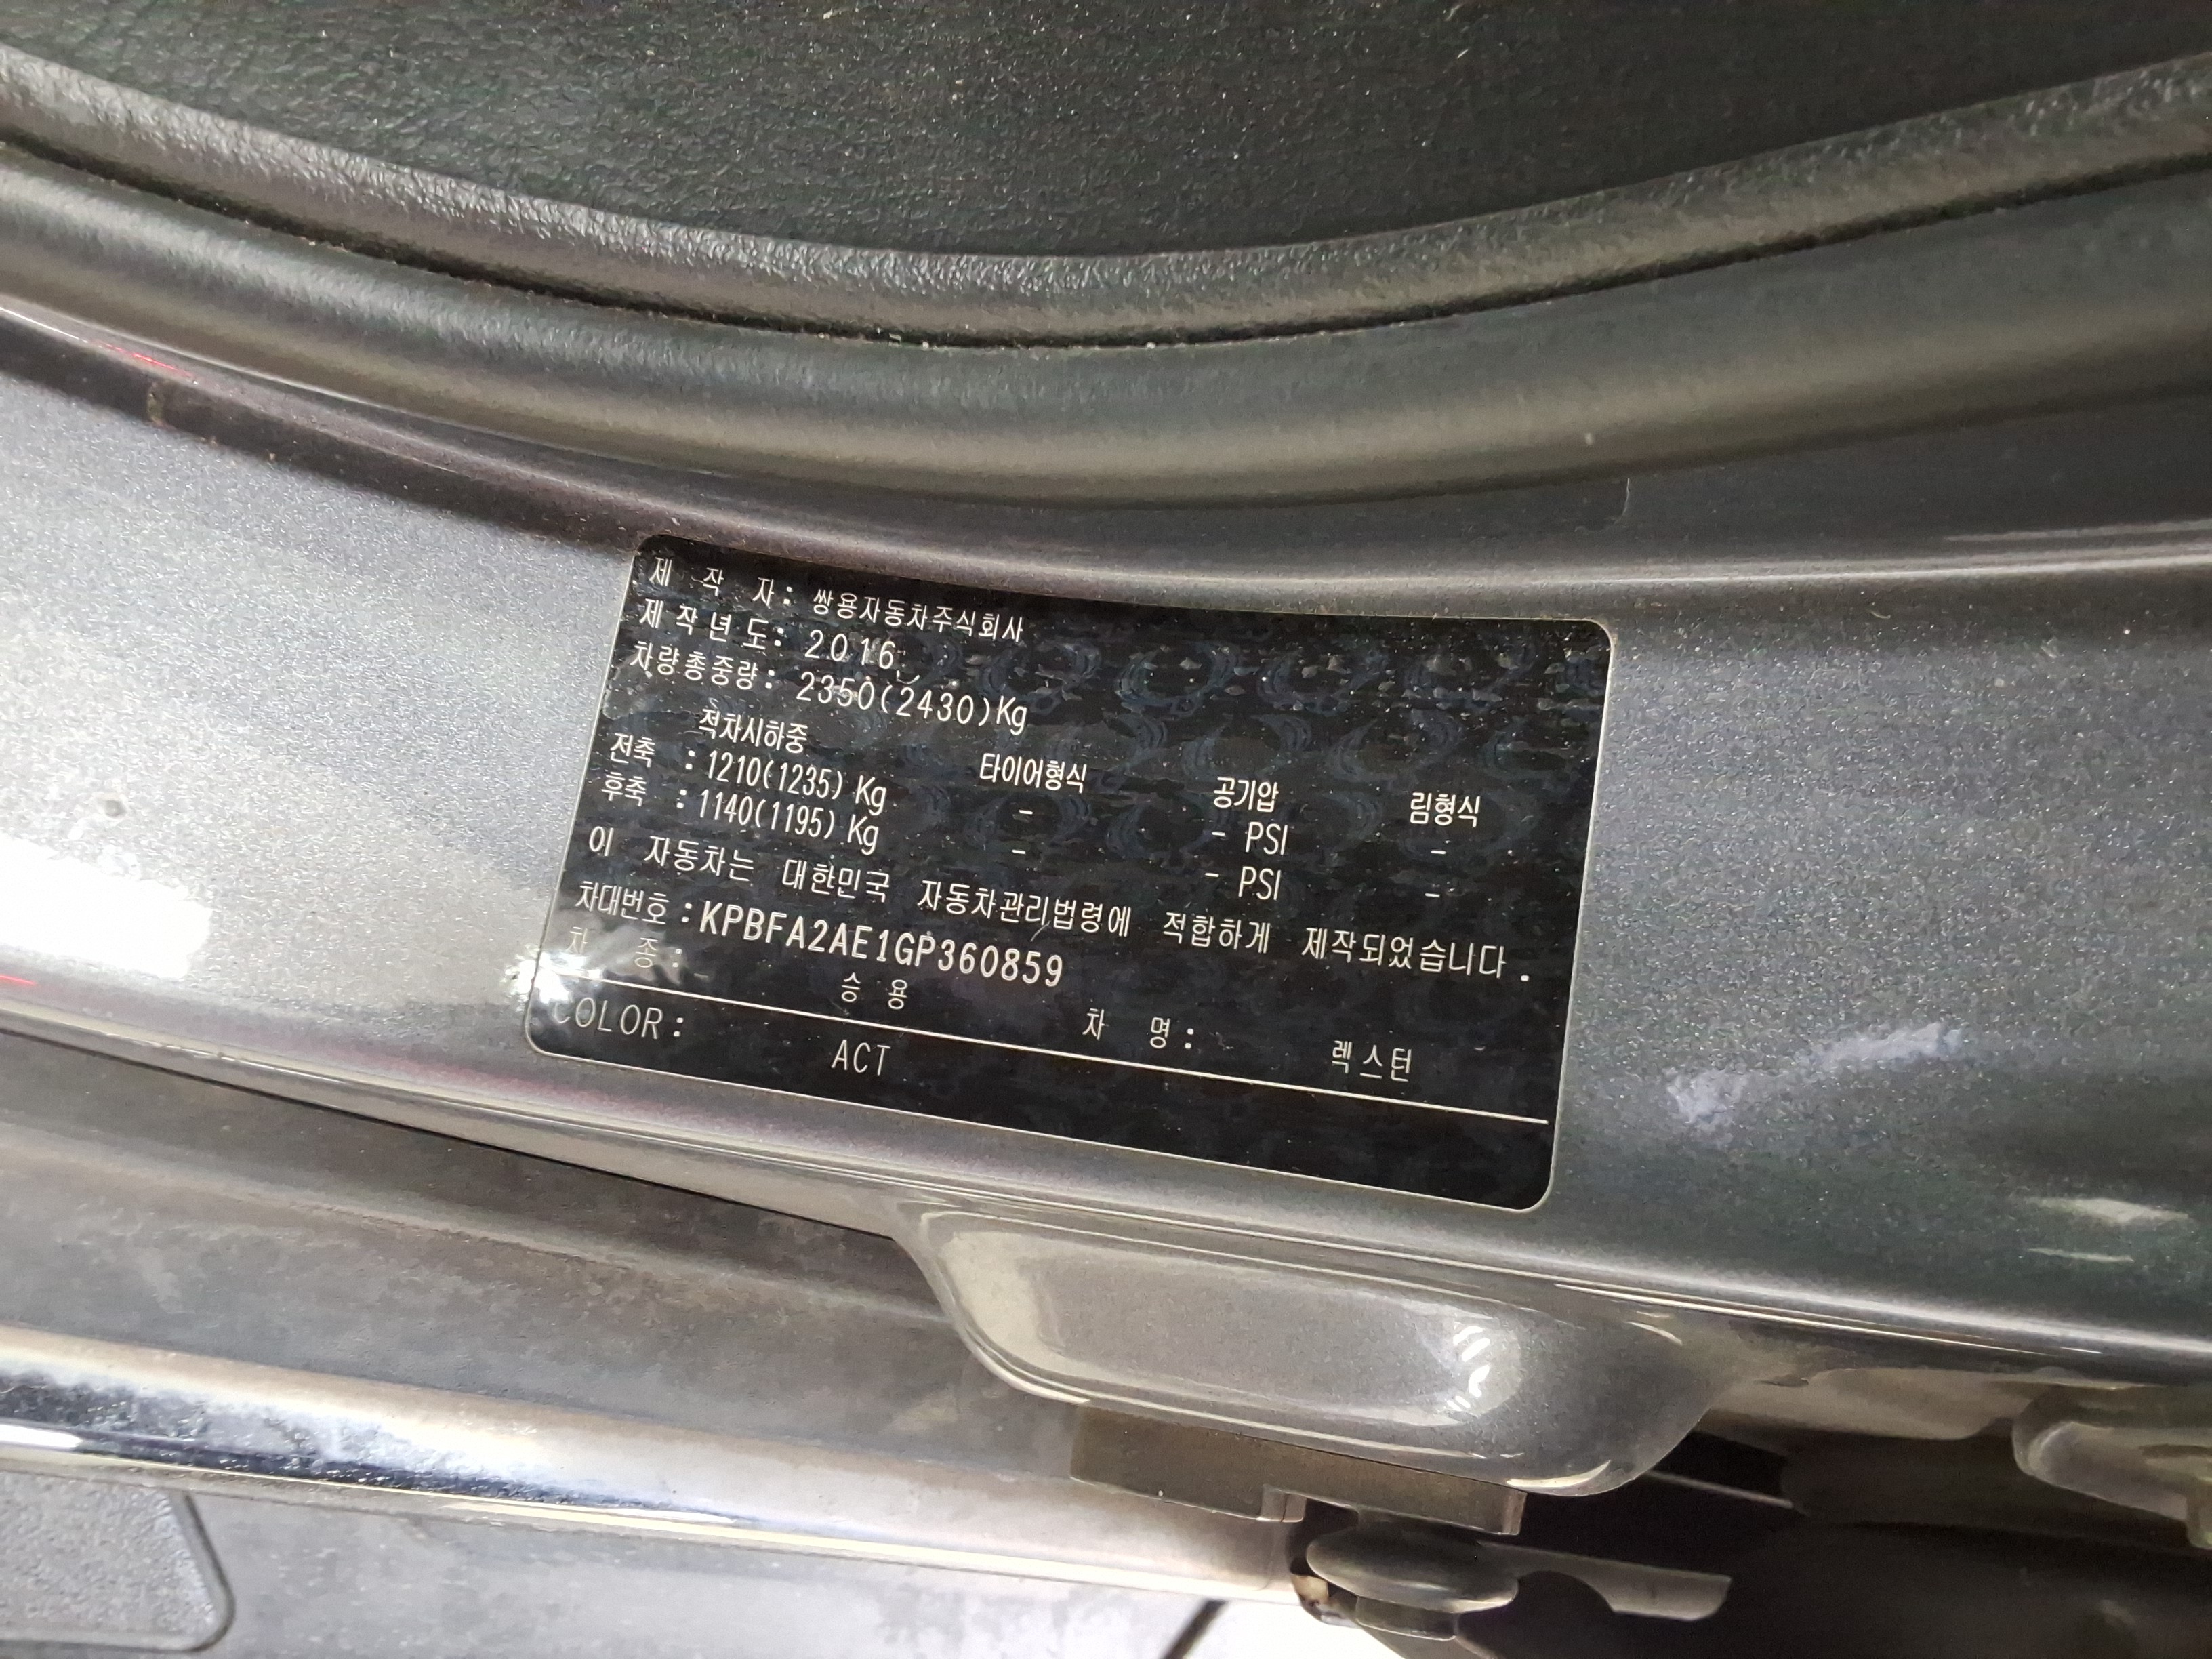 제 작 자: 쌍용자동차주식회사
제 작 년 도: 2016
차량총중량: 2350(2430)Kg
적차시하중 타이어형식 공기압 림형식
전축 : 1210(1235) Kg - - PSI -
후축 : 1140(1195) Kg - - PSI -
이 자동차는 대한민국 자동차관리법령에 적합하게 제작되었습니다.
차대번호 : KPBFA2AE1GP360859
차 종: 승 용 차 명: 렉스턴
COLOR: ACT